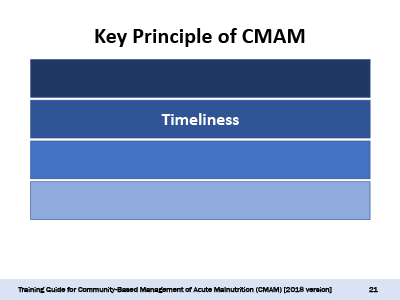 Key Principle of CMAM
Timeliness
Training Guide for Community-Based Management of Acute Malnutrition (CMAM) [2018 version] 21